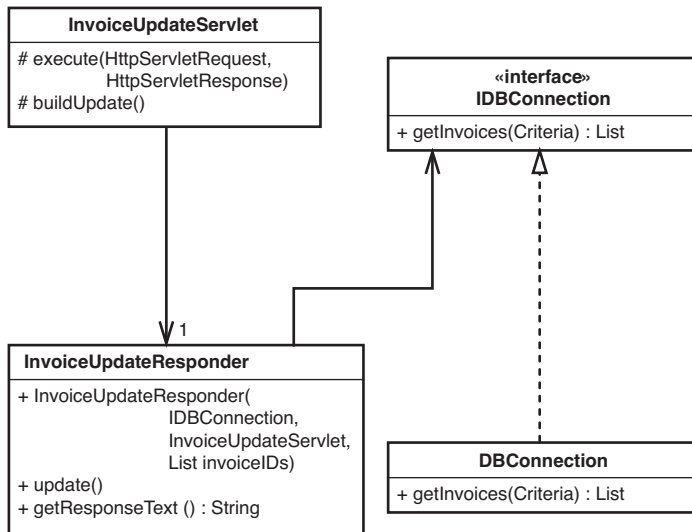 InvoiceUpdateServlet
# execute(HttpServletRequest,
HttpServletResponse)
# buildUpdate()
«interface»
IDBConnection
+ getInvoices(Criteria) : List
1
InvoiceUpdateResponder
+ InvoiceUpdateResponder(
IDBConnection,
InvoiceUpdateServlet,
List invoiceIDs)
+ update()
+ getResponseText () : String
DBConnection
+ getInvoices(Criteria) : List